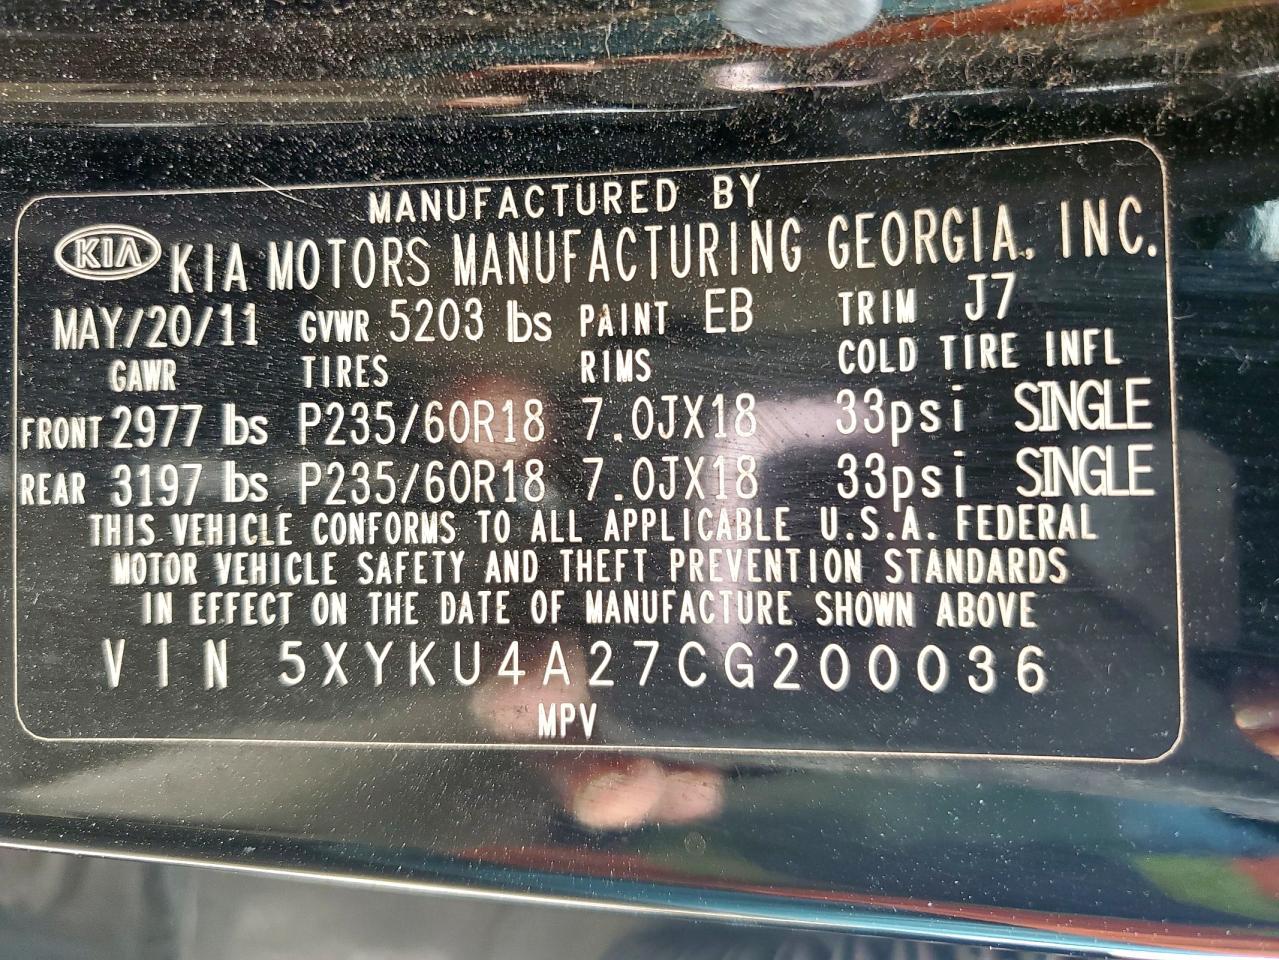 MANUFACTURED BY
KIA KIA MOTORS MANUFACTURING GEORGIA, INC.
MAY/20/11 GVWR 5203 lbs PAINT EB TRIM J7
GAWR TIRES RIMS COLD TIRE INFL
FRONT 2977 lbs P235/60R18 7.0JX18 33psi SINGLE
REAR 3197 lbs P235/60R18 7.0JX18 33psi SINGLE
THIS VEHICLE CONFORMS TO ALL APPLICABLE U.S.A. FEDERAL
MOTOR VEHICLE SAFETY AND THEFT PREVENTION STANDARDS
IN EFFECT ON THE DATE OF MANUFACTURE SHOWN ABOVE
VIN 5XYKU4A27CG200036
MPV